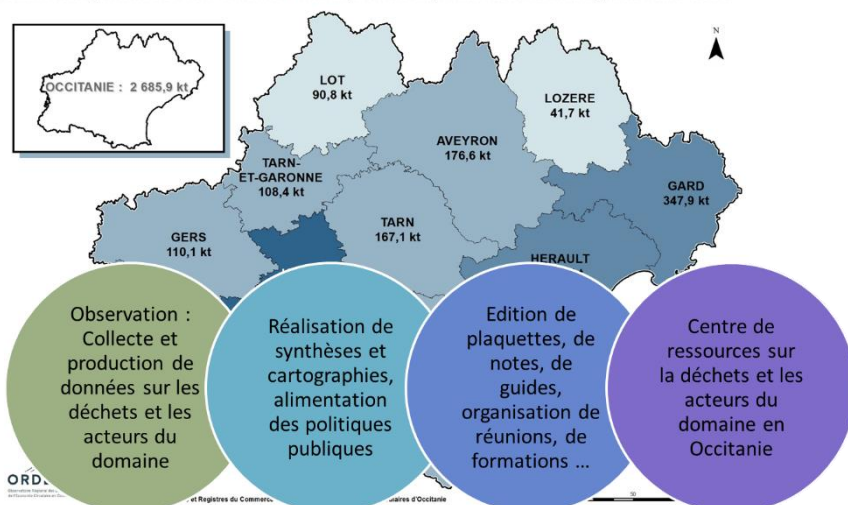 OCCITANIE : 2 685,9 kt
N
LOT
90,8 kt
LOZERE
41,7 kt
AVEYRON
176,6 kt
TARN-
ET-GARONNE
108,4 kt
GARD
347,9 kt
TARN
167,1 kt
GERS
110,1 kt
HERAULT
Observation :
Collecte et
production de
données sur les
déchets et les
acteurs du
domaine
Réalisation de
synthèses et
cartographies,
alimentation
des politiques
publiques
Edition de
plaquettes, de
notes, de
guides,
organisation de
réunions, de
formations ...
Centre de
ressources sur
la déchets et les
acteurs du
domaine en
Occitanie
ORD
et Registres du Commerc
laires d'Occitanie
50